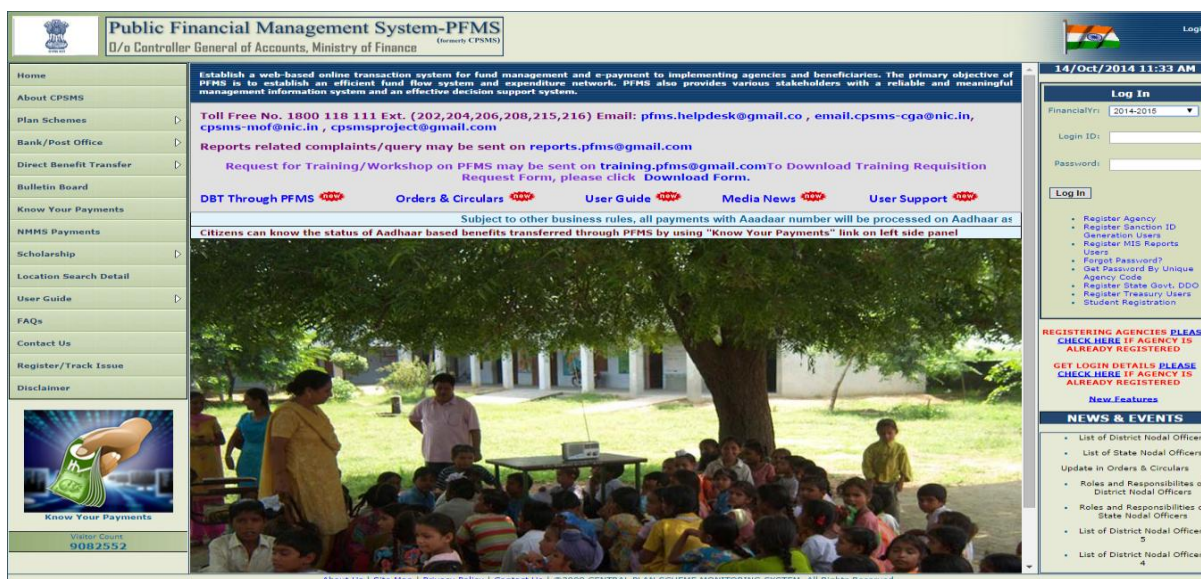 Public Financial Management System-PFMS
(formerly CPSMS)
O/o Controller General of Accounts, Ministry of Finance
Home
About CPSMS
Plan Schemes
Bank/Post Office
Direct Benefit Transfer
Bulletin Board
Know Your Payments
NMMS Payments
Scholarship
Location Search Detail
User Guide
FAQs
Contact Us
Register/Track Issue
Disclaimer
Know Your Payments
Visitor Count
9082552
Establish a web-based online transaction system for fund management and e-payment to implementing agencies and beneficiaries. The primary objective of
PFMS is to establish an efficient fund flow system and expenditure network. PFMS also provides various stakeholders with a reliable and meaningful
management information system and an effective decision support system.
Toll Free No. 1800 118 111 Ext. (202,204,206,208,215,216) Email: pfms.helpdesk@gmail.co , email.cpsms-cga@nic.in,
cpsms-mof@nic.in , cpsmsproject@gmail.com
Reports related complaints/query may be sent on reports.pfms@gmail.com
Request for Training/Workshop on PFMS may be sent on training.pfms@gmail.comTo Download Training Requisition
Request Form, please click Download Form.
DBT Through PFMS new Orders & Circulars new User Guide new Media News new User Support new
Subject to other business rules, all payments with Aaadaar number will be processed on Aadhaar as
Citizens can know the status of Aadhaar based benefits transferred through PFMS by using "Know Your Payments" link on left side panel
Logi
14/Oct/2014 11:33 AM
Log In
FinancialYr: 2014-2015
Login ID:
Password:
Log In
Register Agency
Register Sanction ID
Generation Users
Register MIS Reports
Users
Forgot Password?
Get Password By Unique
Agency Code
Register State Govt. DDO
Register Treasury Users
Student Registration
REGISTERING AGENCIES PLEAS
CHECK HERE IF AGENCY IS
ALREADY REGISTERED
GET LOGIN DETAILS PLEASE
CHECK HERE IF AGENCY IS
ALREADY REGISTERED
New Features
NEWS & EVENTS
List of District Nodal Officer
List of State Nodal Officers
Update in Orders & Circulars
Roles and Responsibilites o
District Nodal Officers
Roles and Responsibilities o
State Nodal Officers
List of District Nodal Officer
5
List of District Nodal Officer
4